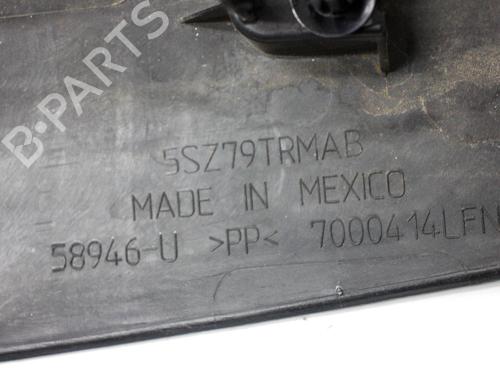 B-PARTS
5SZ79TRMAB
MADE IN MEXICO
58946-U >PP< 7000414LFN